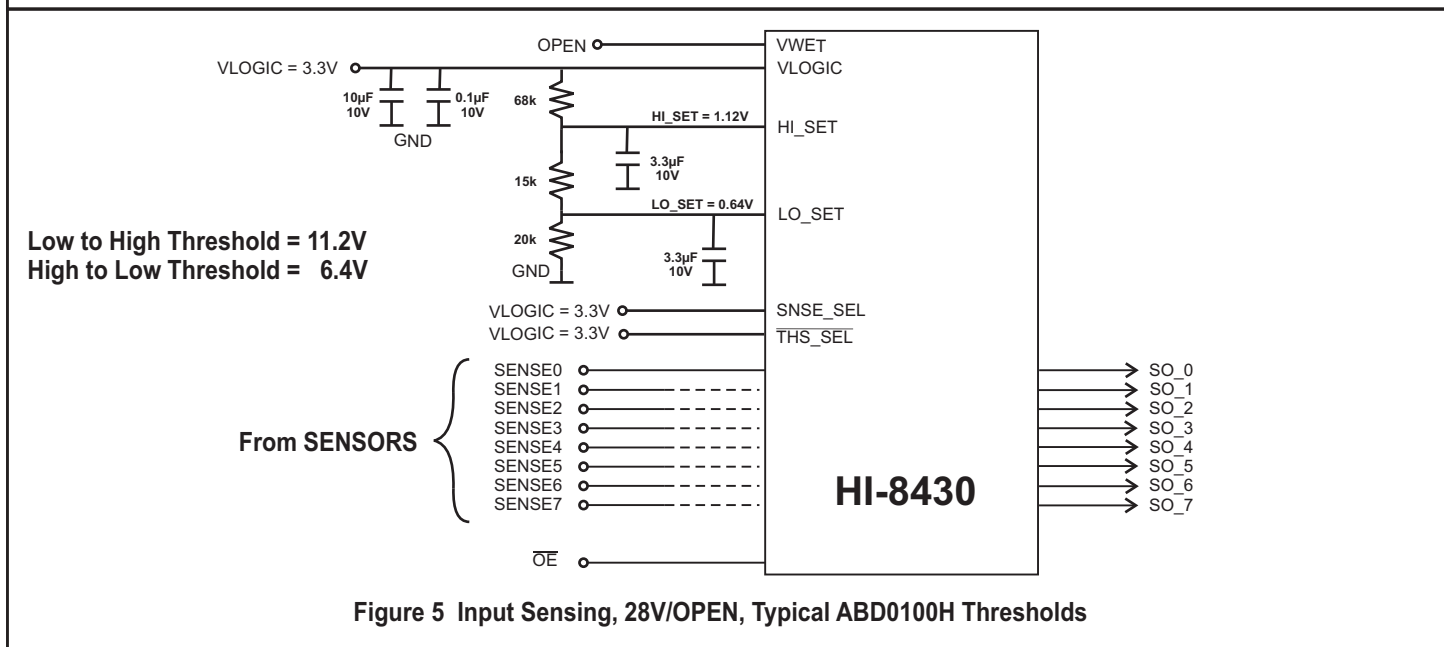 OPEN
VWET
VLOGIC = 3.3V
VLOGIC
10µF
10V
0.1µF
10V
GND
68k
HI_SET = 1.12V
HI_SET
3.3µF
10V
15k
LO_SET = 0.64V
LO_SET
20k
GND
3.3µF
10V
Low to High Threshold = 11.2V
High to Low Threshold = 6.4V
VLOGIC = 3.3V
SNSE_SEL
VLOGIC = 3.3V
THS_SEL
From SENSORS
SENSE0
SENSE1
SENSE2
SENSE3
SENSE4
SENSE5
SENSE6
SENSE7
HI-8430
SO_0
SO_1
SO_2
SO_3
SO_4
SO_5
SO_6
SO_7
OE
Figure 5 Input Sensing, 28V/OPEN, Typical ABD0100H Thresholds